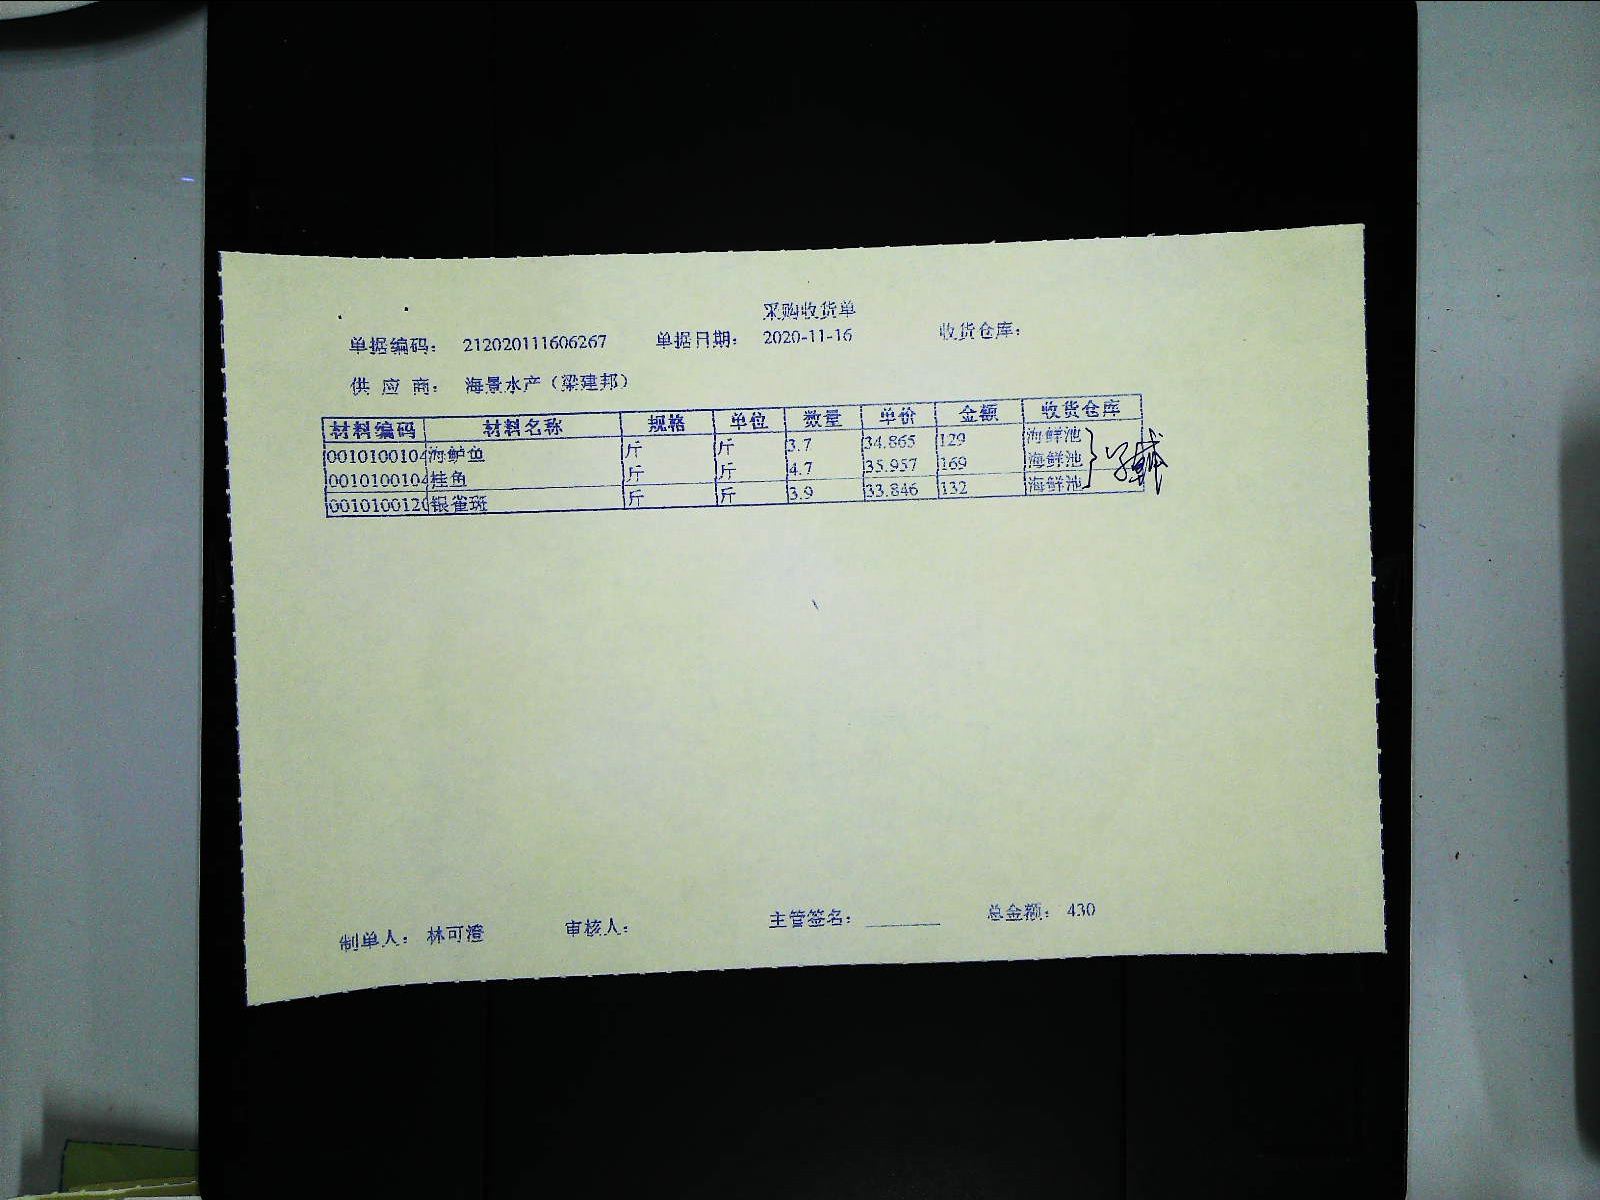 采购收货单
单据编码： 212020111606267 单据日期： 2020-11-16 收货仓库：
供 应 商： 海景水产（梁建邦）
材料编码 材料名称 规格 单位 数量 单价 金额 收货仓库
0010100104 海鲈鱼 斤 斤 3.7 34.865 129 海鲜池
0010100104 桂鱼 斤 斤 4.7 35.957 169 海鲜池
0010100120 银雀斑 斤 斤 3.9 33.846 132 海鲜池
制单人： 林可澄 审核人： 主管签名： 总金额： 430